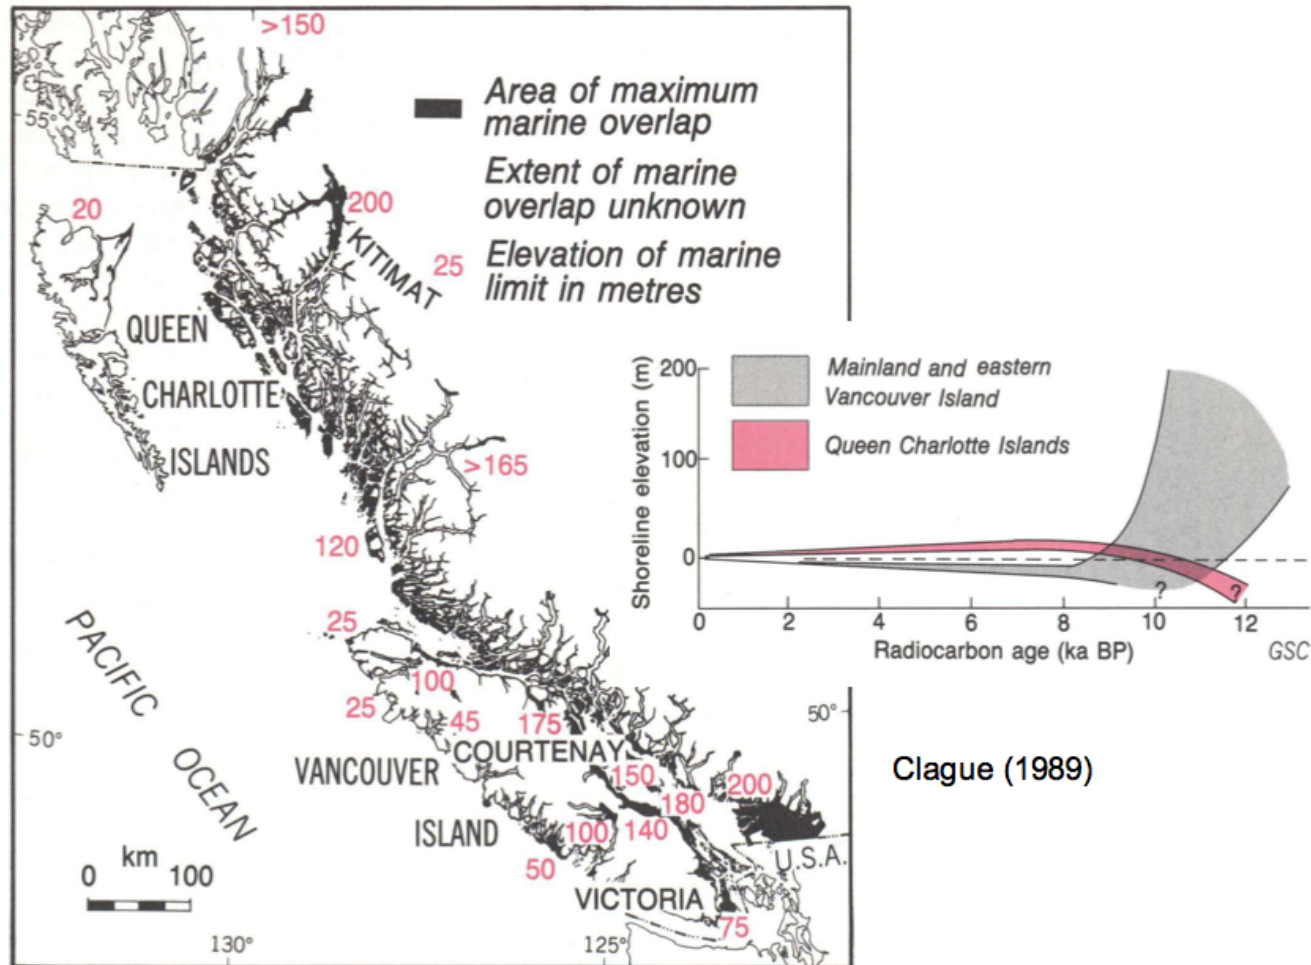 >150
55°
Area of maximum
marine overlap
Extent of marine
overlap unknown
25
Elevation of marine
limit in metres
20
200
KITIMAT
QUEEN
CHARLOTTE
ISLANDS
>165
120
25
100
25
45
175
COURTENAY
50°
50°
VANCOUVER
ISLAND
150
180
200
100
140
50
U.S.A.
VICTORIA
75
PACIFIC
OCEAN
km
0 100
130°
125°
Mainland and eastern
Vancouver Island
Queen Charlotte Islands
Shoreline elevation (m)
200
100
0
?
?
0 2 4 6 8 10 12
Radiocarbon age (ka BP)
GSC
Clague (1989)